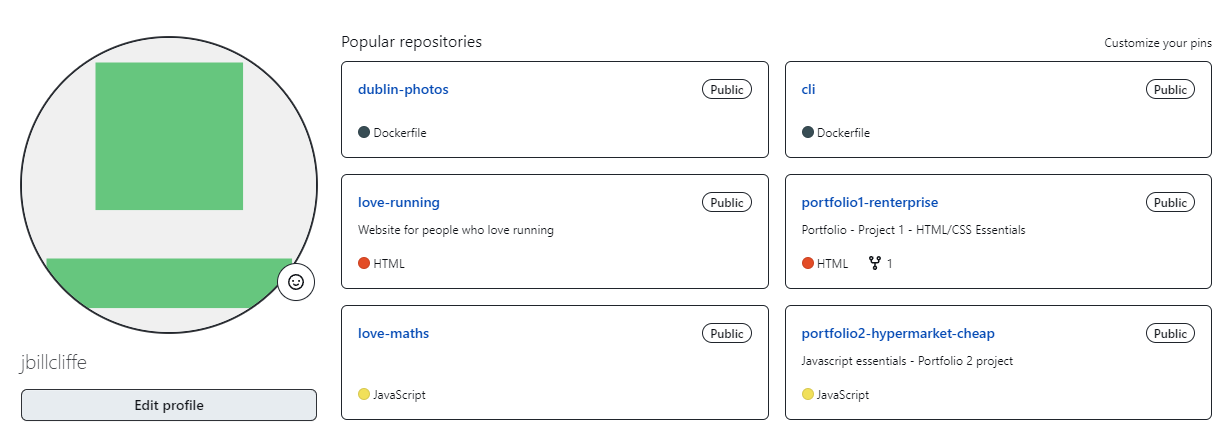 jbillcliffe
Edit profile
Popular repositories
Customize your pins
dublin-photos
Public
Dockerfile
cli
Public
Dockerfile
love-running
Public
Website for people who love running
HTML
portfolio1-renterprise
Public
Portfolio - Project 1 - HTML/CSS Essentials
HTML
1
love-maths
Public
JavaScript
portfolio2-hypermarket-cheap
Public
Javascript essentials - Portfolio 2 project
JavaScript